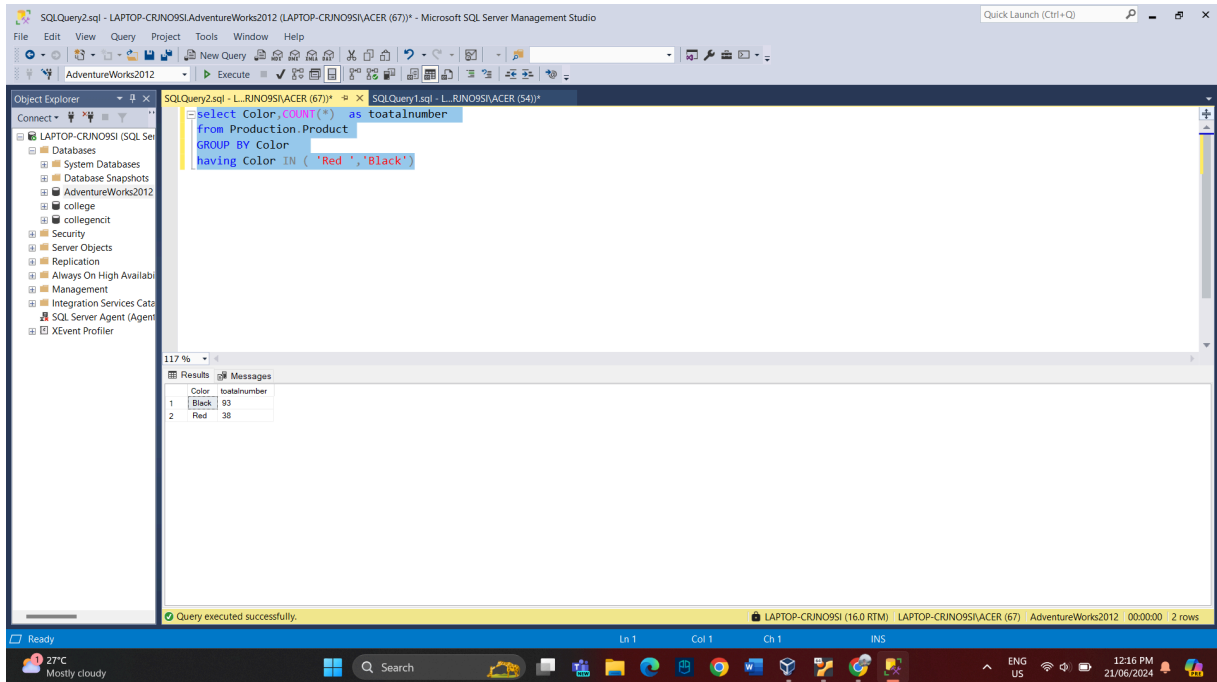 SQLQuery2.sql - LAPTOP-CRJNO9SI.AdventureWorks2012 (LAPTOP-CRJNO9SI\ACER (67))* - Microsoft SQL Server Management Studio
Quick Launch (Ctrl+Q)
File Edit View Query Project Tools Window Help
New Query
AdventureWorks2012 Execute
Object Explorer
SQLQuery2.sql - L...RJNO9SI\ACER (67))* SQLQuery1.sql - L...RJNO9SI\ACER (54))*
Connect
LAPTOP-CRJNO9SI (SQL Ser
Databases
System Databases
Database Snapshots
AdventureWorks2012
college
collegencit
Security
Server Objects
Replication
Always On High Availabi
Management
Integration Services Cata
SQL Server Agent (Agent
XEvent Profiler
select Color,COUNT(*) as toatalnumber
from Production.Product
GROUP BY Color
having Color IN ( 'Red ','Black')
117 %
Results Messages
Color toatalnumber
1 Black 93
2 Red 38
Query executed successfully.
LAPTOP-CRJNO9SI (16.0 RTM) LAPTOP-CRJNO9SI\ACER (67) AdventureWorks2012 00:00:00 2 rows
Ready Ln 1 Col 1 Ch 1 INS
1
27°C
Mostly cloudy
Search
NEW
ENG
US
12:16 PM
21/06/2024
PRE